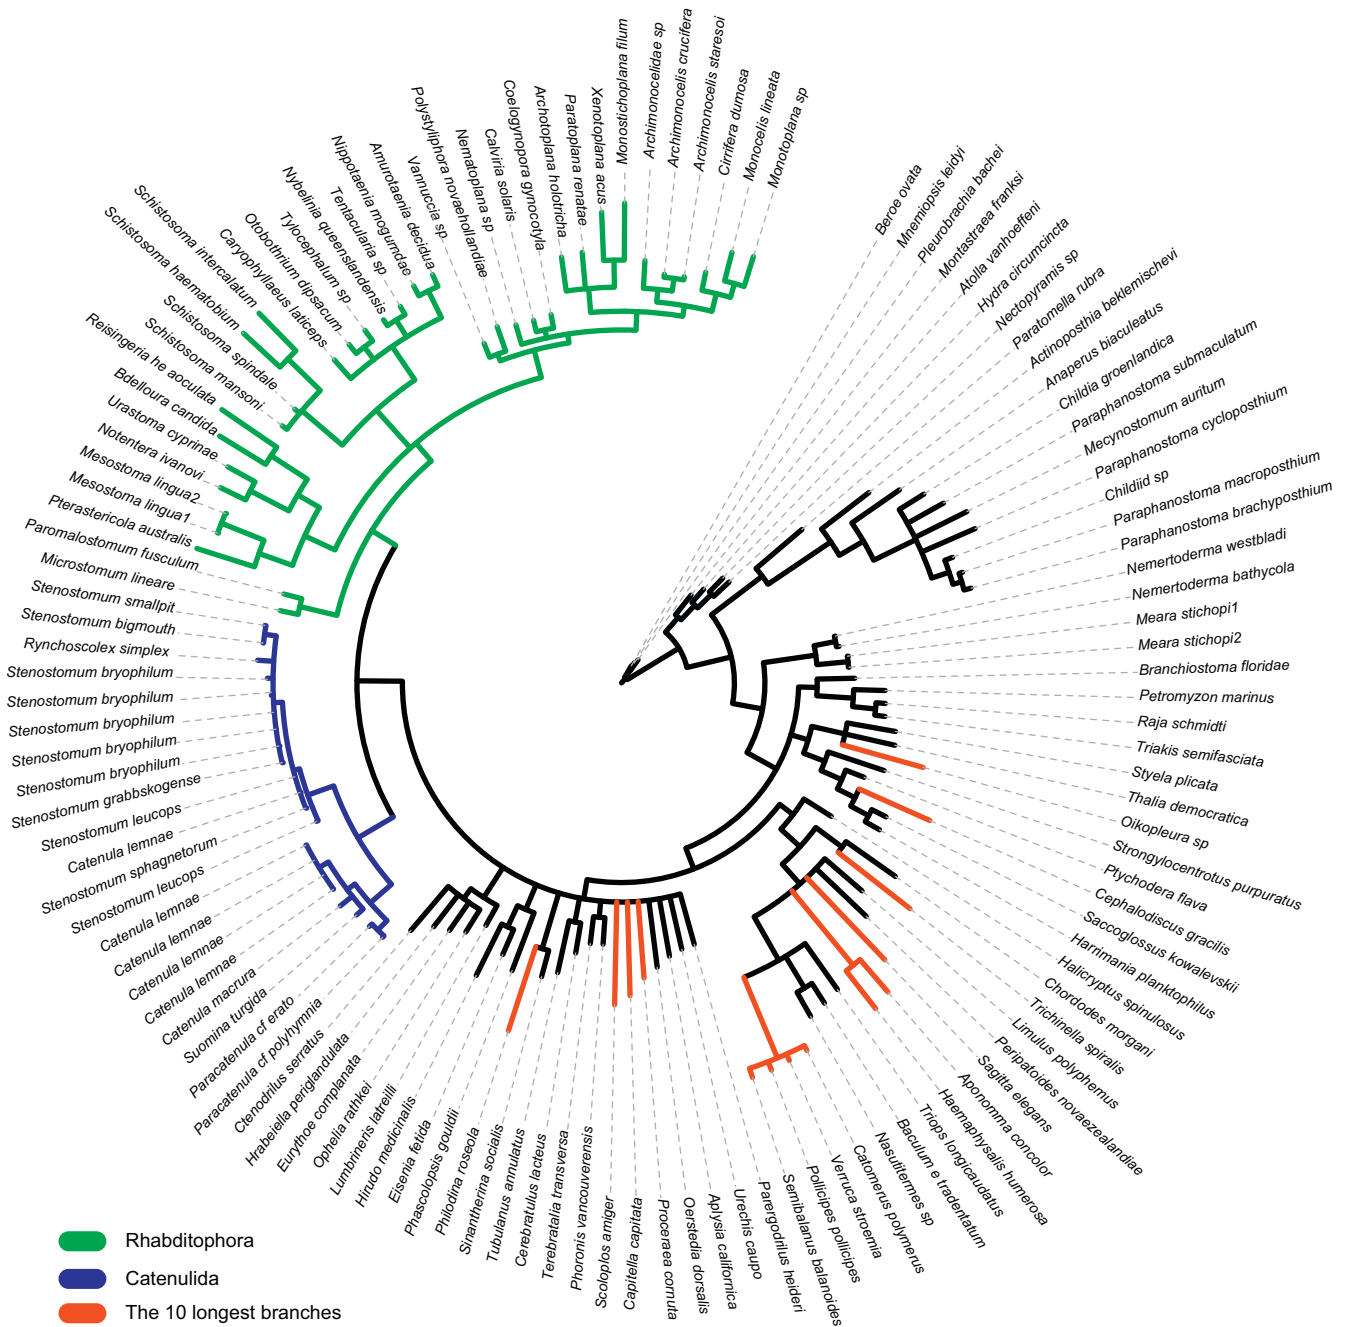 Beroe ovata
Mnemiopsis leidyi
Pleurobrachia bachei
Montastraea franksi
Atolla vanhoeffeni
Hydra circumcincta
Nectopyramis sp
Paratomella rubra
Actinoposthia beklemischevi
Anaperus biaculeatus
Childia groenlandica
Paraphanostoma submaculatum
Mecynostomum auritum
Paraphanostoma cycloposthium
Childiid sp
Paraphanostoma macroposthium
Paraphanostoma brachyposthium
Nemertoderma westbladi
Nemertoderma bathycola
Meara stichopi1
Meara stichopi2
Branchiostoma floridae
Petromyzon marinus
Raja schmidti
Triakis semifasciata
Styela plicata
Thalia democratica
Oikopleura sp
Strongylocentrotus purpuratus
Ptychodera flava
Cephalodiscus gracilis
Saccoglossus kowalevskii
Harrimania planktophilus
Halicryptus spinulosus
Chordodes morgani
Trichinella spiralis
Limulus polyphemus
Peripatoides novaezealandiae
Sagitta elegans
Aponomma concolor
Haemaphysalis humerosa
Triops longicaudatus
Baculum e tradentatum
Nasutitermes sp
Catomerus polymerus
Verruca stroemia
Pollicipes pollicipes
Semibalanus balanoides
Parergodrilus heideri
Urechis caupo
Aplysia californica
Oerstedia dorsalis
Proceraea cornuta
Capitella capitata
Scoloplos amiger
Phoronis vancouverensis
Terebratalia transversa
Cerebratulus lacteus
Tubulanus annulatus
Sinantherina socialis
Philodina roseola
Phascolopsis gouldii
Eisenia fetida
Hirudo medicinalis
Lumbrineris latreilli
Ophelia rathkei
Eurythoe complanata
Hrabeiella periglandulata
Ctenodrilus serratus
Paracatenula cf polyhymnia
Paracatenula cf erato
Suomina turgida
Catenula macrura
Catenula lemnae
Catenula lemnae
Catenula lemnae
Catenula lemnae
Stenostomum leucops
Stenostomum sphagnetorum
Catenula lemnae
Stenostomum leucops
Stenostomum grabbskogense
Stenostomum bryophilum
Stenostomum bryophilum
Stenostomum bryophilum
Stenostomum bryophilum
Stenostomum bryophilum
Rynchoscolex simplex
Stenostomum bigmouth
Stenostomum smallpit
Microstomum lineare
Paromalostomum fusculum
Pterastericola australis
Mesostoma lingua1
Mesostoma lingua2
Notentera ivanovi
Urastoma cyprinae
Bdelloura candida
Reisingeria he aoculata
Schistosoma mansoni
Schistosoma spindale
Schistosoma haematobium
Schistosoma intercalatum
Caryophyllaeus laticeps
Otobothrium dipsacum
Tylocephalum sp
Nybelinia queenslandensis
Tentacularia sp
Nippotaenia mogurndae
Amurotaenia decidua
Vannuccia sp
Polystyliphora novaehollandiae
Nematoplana sp
Calviria solaris
Coelogynopora gynocotyla
Archotoplana holotricha
Paratoplana renatae
Xenotoplana acus
Monostichoplana filum
Archimonocelidae sp
Archimonocelis crucifera
Archimonocelis staresoi
Cirrifera dumosa
Monocelis lineata
Monotoplana sp
Rhabditophora
Catenulida
The 10 longest branches